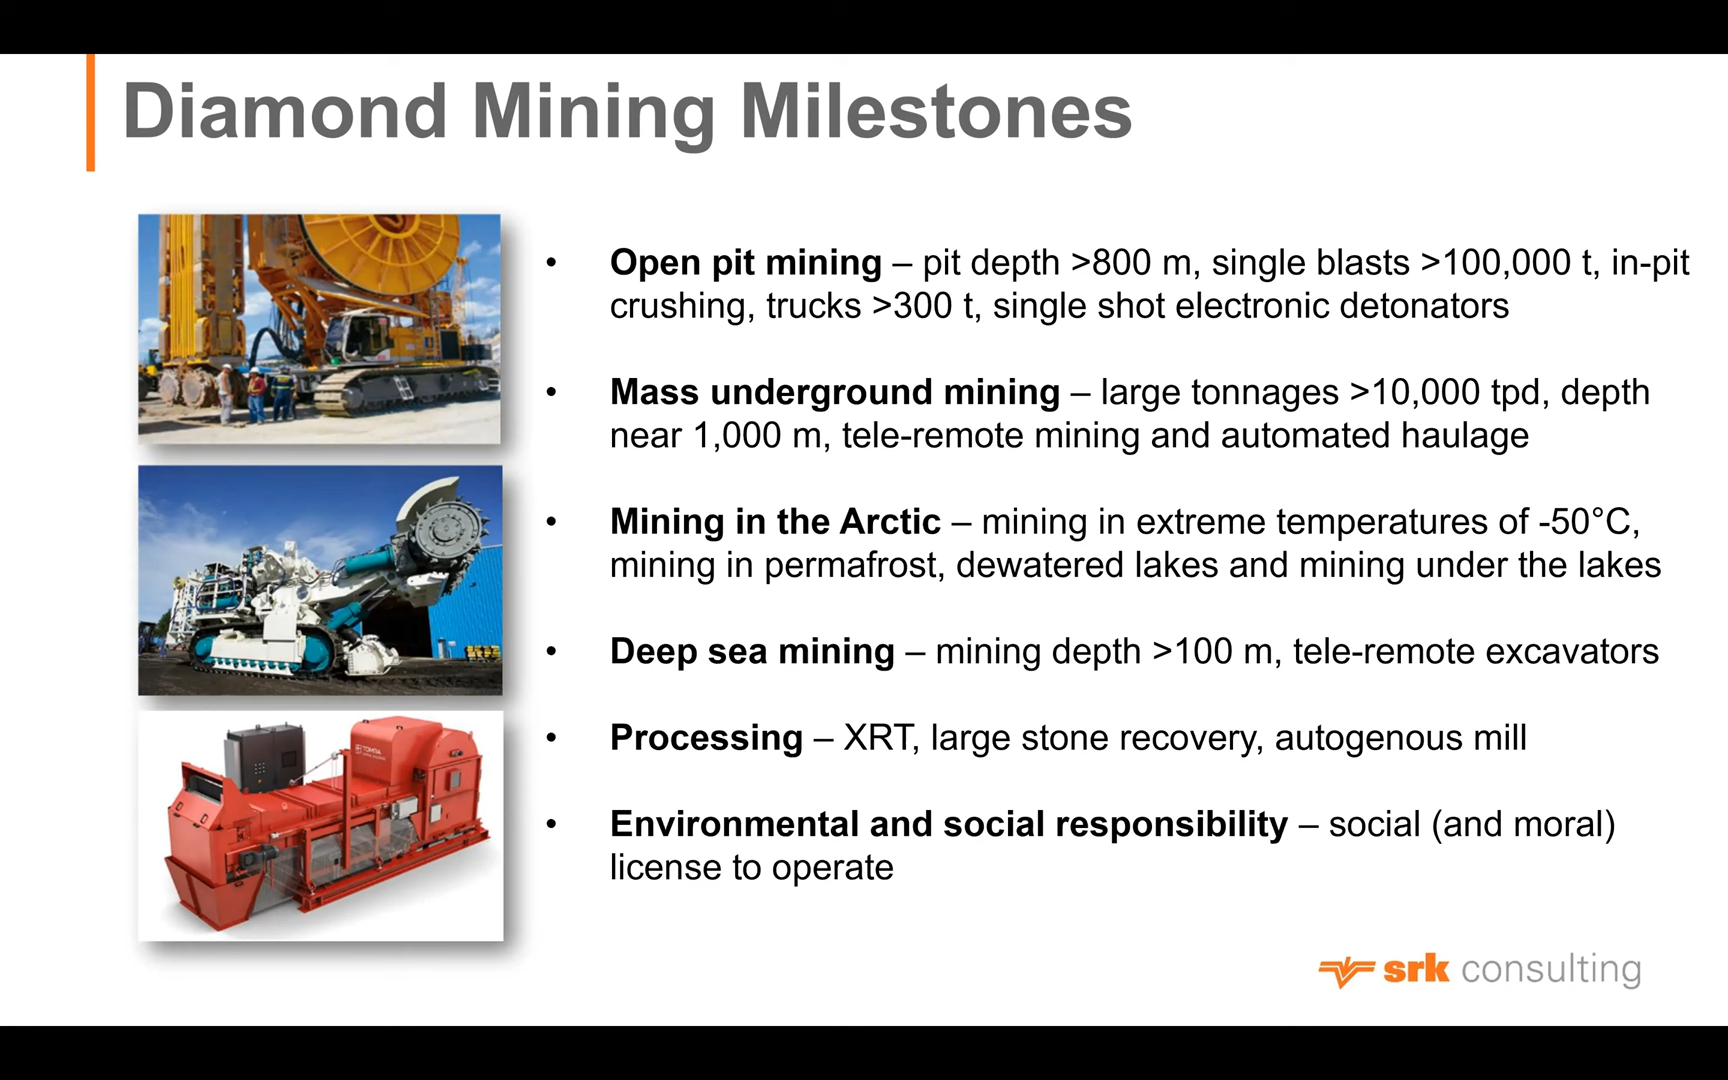 Diamond Mining Milestones
• Open pit mining – pit depth >800 m, single blasts >100,000 t, in-pit
crushing, trucks >300 t, single shot electronic detonators
• Mass underground mining – large tonnages >10,000 tpd, depth
near 1,000 m, tele-remote mining and automated haulage
• Mining in the Arctic – mining in extreme temperatures of -50°C,
mining in permafrost, dewatered lakes and mining under the lakes
• Deep sea mining – mining depth >100 m, tele-remote excavators
• Processing – XRT, large stone recovery, autogenous mill
• Environmental and social responsibility – social (and moral)
license to operate
TOMRA
srk consulting